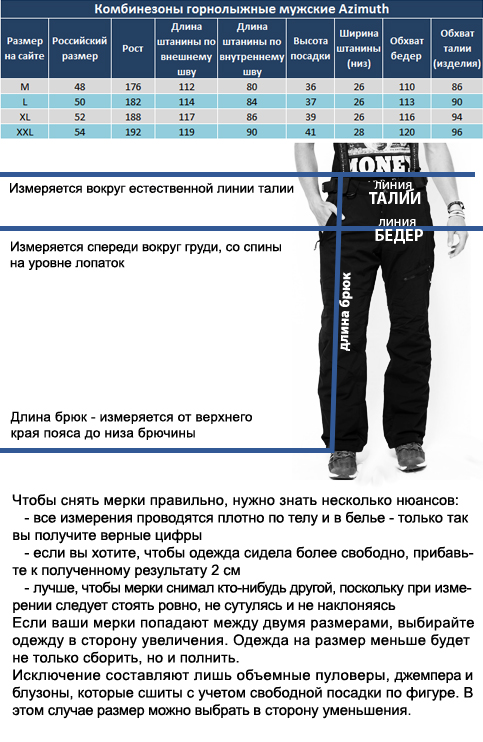 Комбинезоны горнолыжные мужские Azimuth
Размер на сайте Российский размер Рост Длина штанины по внешнему шву Длина штанины по внутреннему шву Высота посадки Ширина штанины (низ) Обхват бедер Обхват талии (изделия)
M 48 176 112 80 36 26 110 86
L 50 182 114 84 37 26 113 90
XL 52 188 117 86 39 26 116 94
XXL 54 192 119 90 41 28 120 96
MONEY
Измеряется вокруг естественной линии талии
линия
ТАЛИИ
линия
БЕДЕР
Измеряется спереди вокруг груди, со спины
на уровне лопаток
длина брюк
Длина брюк - измеряется от верхнего
края пояса до низа брючины
Чтобы снять мерки правильно, нужно знать несколько нюансов:
- все измерения проводятся плотно по телу и в белье - только так
вы получите верные цифры
- если вы хотите, чтобы одежда сидела более свободно, прибавь-
те к полученному результату 2 см
- лучше, чтобы мерки снимал кто-нибудь другой, поскольку при изме-
рении следует стоять ровно, не сутулясь и не наклоняясь
Если ваши мерки попадают между двумя размерами, выбирайте
одежду в сторону увеличения. Одежда на размер меньше будет
не только сборить, но и полнить.
Исключение составляют лишь объемные пуловеры, джемпера и
блузоны, которые сшиты с учетом свободной посадки по фигуре. В
этом случае размер можно выбрать в сторону уменьшения.